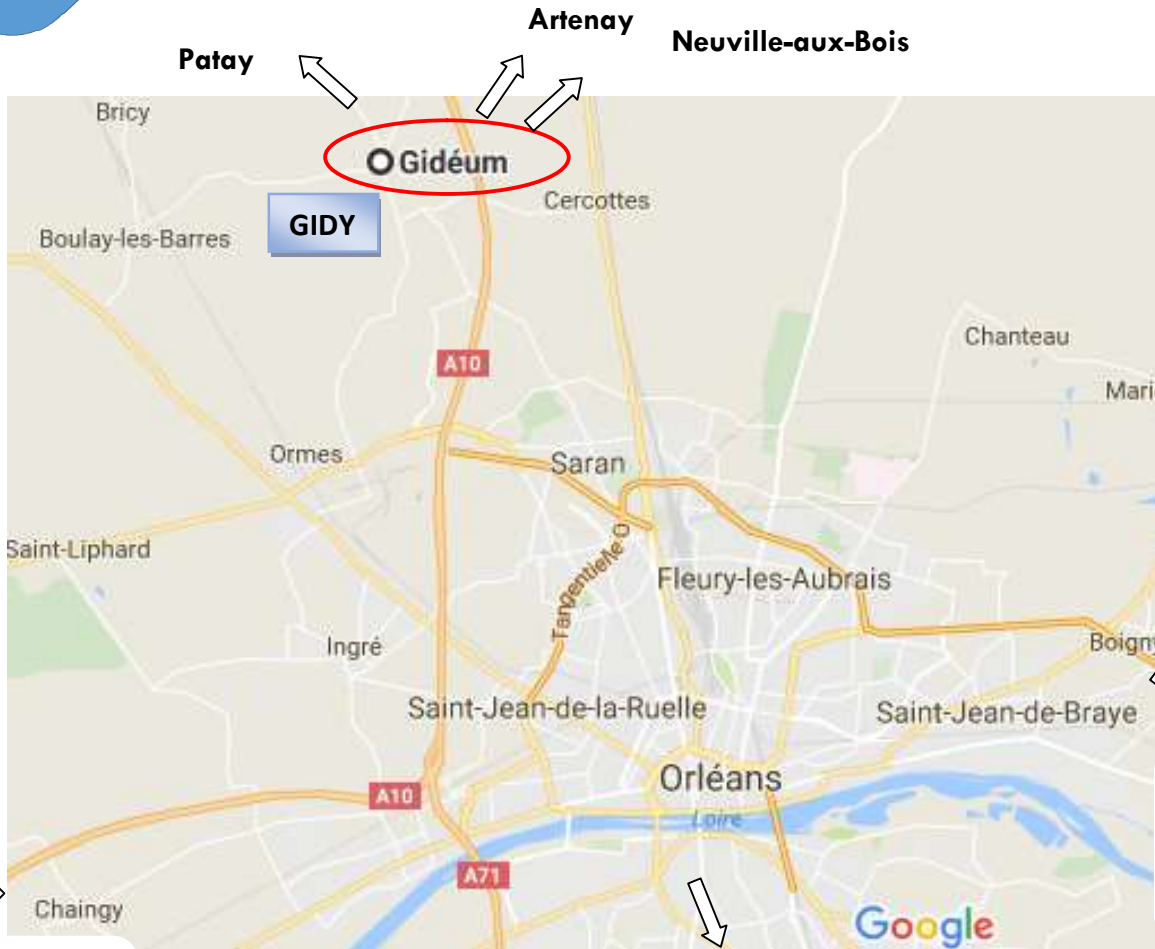 Artenay
Neuville-aux-Bois
Patay
Bricy
Gidéum
Cercottes
GIDY
Boulay-les-Barres
Chanteau
A10
Mari
Ormes
Saran
Saint-Liphard
Tangentielle O
Fleury-les-Aubrais
Ingré
Boigny
Saint-Jean-de-la-Ruelle
Saint-Jean-de-Braye
Orléans
A10
Loire
A71
Chaingy
Google